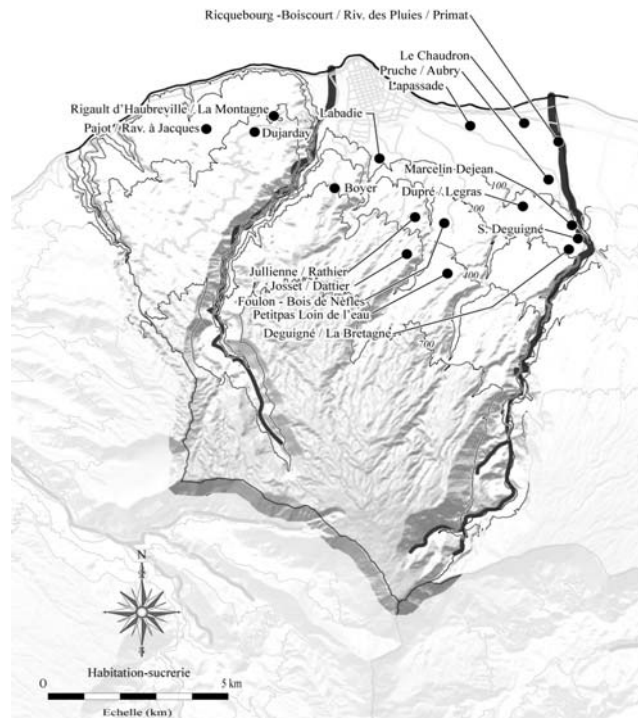 Ricquebourg -Boiscourt / Riv. des Pluies / Primat
Le Chaudron
Pruche / Aubry
Lapassade
Rigault d'Haubreville / La Montagne
Labadie
Pajot / Rav. à Jacques
Dujarday
Marcelin Dejean
Boyer
Dupré / Legras
100
200
S. Deguigné
Jullienne / Rathier
Josset / Dattier
Foulon - Bois de Nèfles
400
Petitpas Loin de l'eau
Deguigné / La Bretagne
700
N
S
Habitation-sucrerie
0
5 km
Echelle (km)